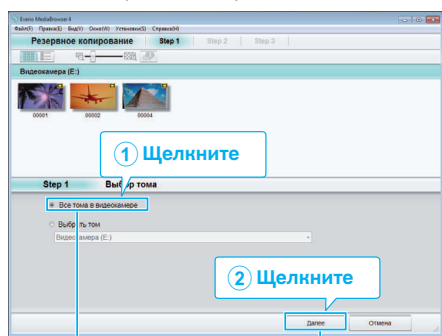 Everio MediaBrowser 4
Файл(F) Правка(E) Вид(V) Окно(W) Установки(S) Справка(H)
Резервное копирование Step 1 Step 2 Step 3
Видеокамера (E:)
00001 00002 00004
1 Щелкните
Step 1 Выбор тома
Все тома в видеокамере
Выбрать том
Видеокамера (E:)
2 Щелкните
Далее Отмена